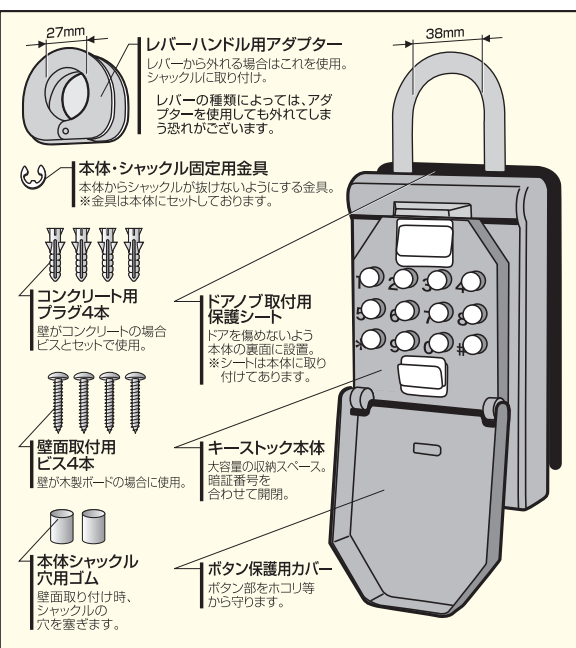 27mm
レバーハンドル用アダプター
レバーから外れる場合はこれを使用。
シャックルに取り付け。
レバーの種類によっては、アダ
プターを使用しても外れてしま
う恐れがございます。
38mm
本体・シャックル固定用金具
本体からシャックルが抜けないようにする金具。
※金具は本体にセットしております。
コンクリート用
プラグ4本
壁がコンクリートの場合
ビスとセットで使用。
ドアノブ取付用
保護シート
ドアを傷めないよう
本体の裏面に設置。
※シートは本体に取り
付けてあります。
1 2 3 4
5 6 7 8
* 9 0 #
壁面取付用
ビス4本
壁が木製ボードの場合に使用。
キーストック本体
大容量の収納スペース。
暗証番号を
合わせて開閉。
本体シャックル
穴用ゴム
壁面取り付け時、
シャックルの
穴を塞ぎます。
ボタン保護用カバー
ボタン部をホコリ等
から守ります。